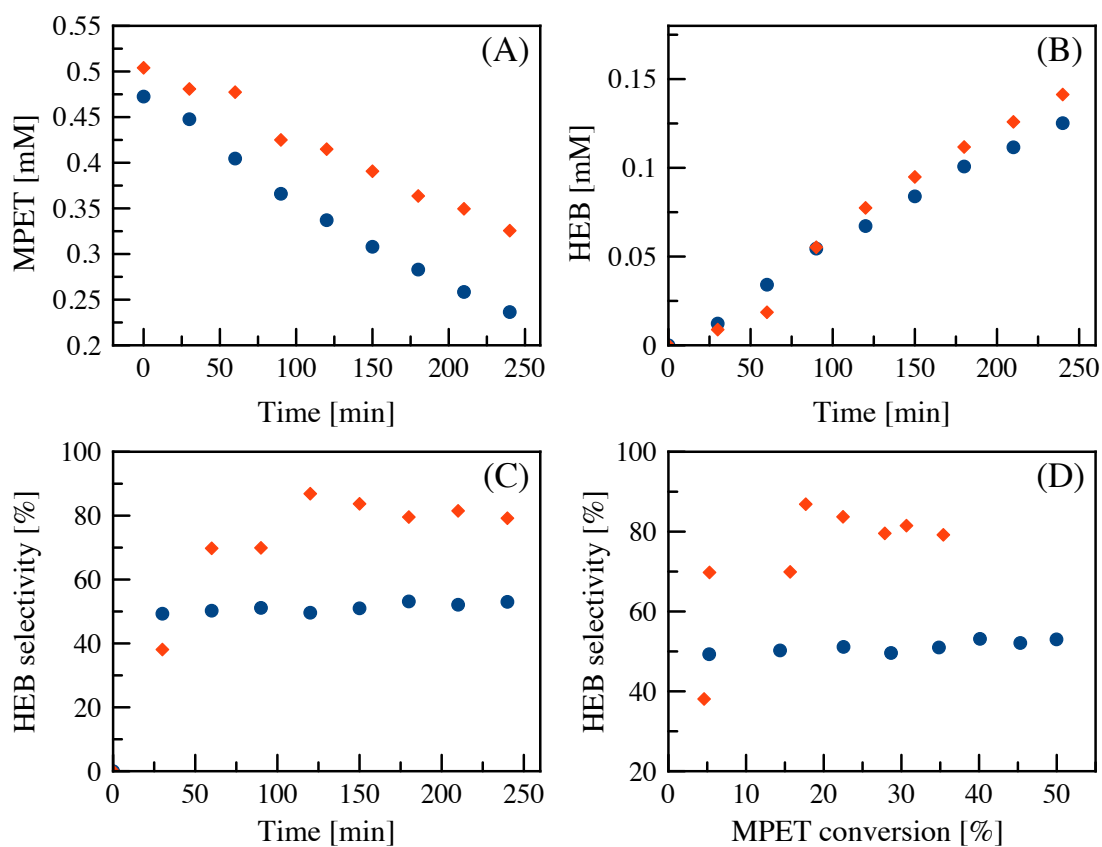 (A)
MPET [mM]
0.55
0.5
0.45
0.4
0.35
0.3
0.25
0.2
0 50 100 150 200 250
Time [min]
(B)
HEB [mM]
0.15
0.1
0.05
0
0 50 100 150 200 250
Time [min]
(C)
HEB selectivity [%]
100
80
60
40
20
0
0 50 100 150 200 250
Time [min]
(D)
HEB selectivity [%]
100
80
60
40
20
0 10 20 30 40 50
MPET conversion [%]